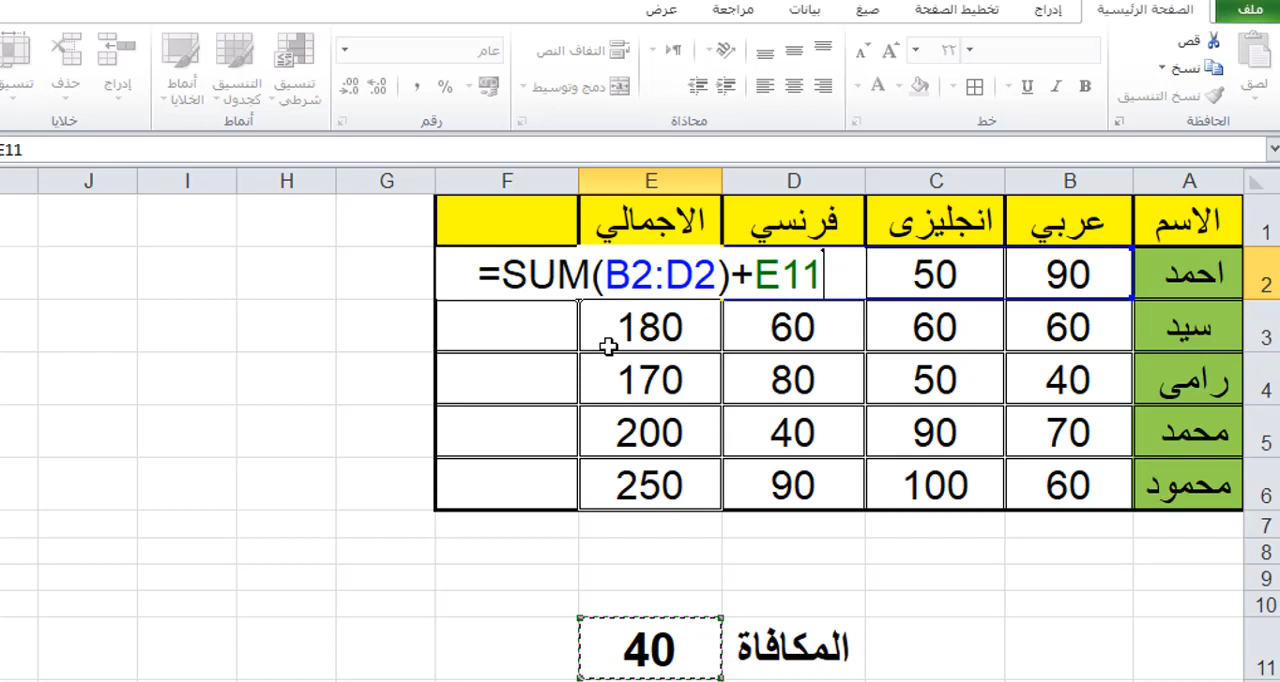 ملف الصفحة الرئيسية إدراج تخطيط الصفحة صيغ بيانات مراجعة عرض
قص
نسخ
نسخ التنسيق
لصق
الحافظة
٢٢
B I U
خط
التفاف النص
دمج وتوسيط
محاذاة
عام
%
رقم
تنسيق شرطي
التنسيق كجدول
أنماط الخلايا
أنماط
إدراج
حذف
تنسيق
خلايا
E11
A B C D E F G H I J
1 الاسم عربي انجليزى فرنسي الاجمالي
2 احمد 90 50 =SUM(B2:D2)+E11
3 سيد 60 60 60 180
4 رامى 40 50 80 170
5 محمد 70 90 40 200
6 محمود 60 100 90 250
7
8
9
10
11 المكافاة 40